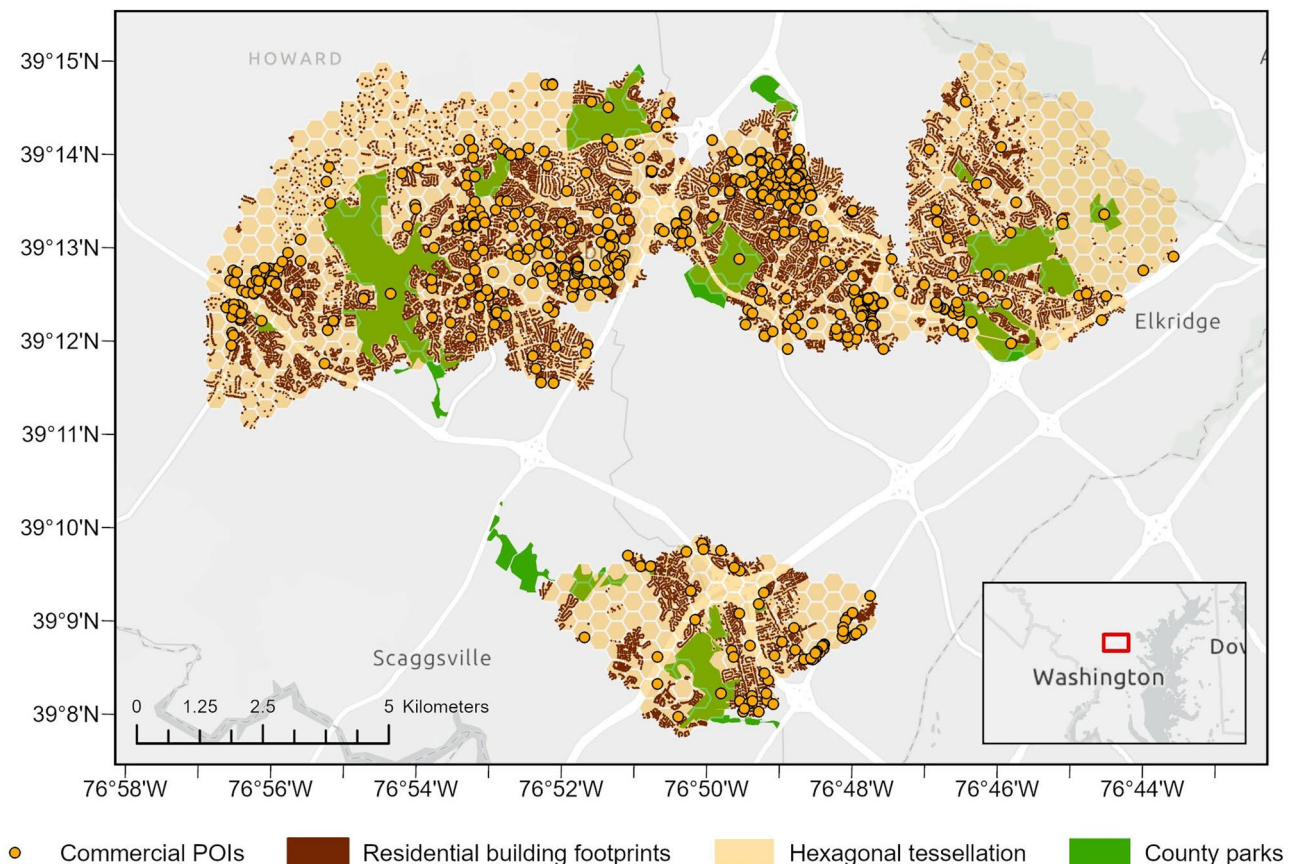 39°15'N
HOWARD
39°14'N
39°13'N
39°12'N
Elkridge
39°11'N
39°10'N
39°9'N
Scaggsville
Washington
39°8'N
0 1.25 2.5 5 Kilometers
76°58'W 76°56'W 76°54'W 76°52'W 76°50'W 76°48'W 76°46'W 76°44'W
Commercial POIs Residential building footprints Hexagonal tessellation County parks